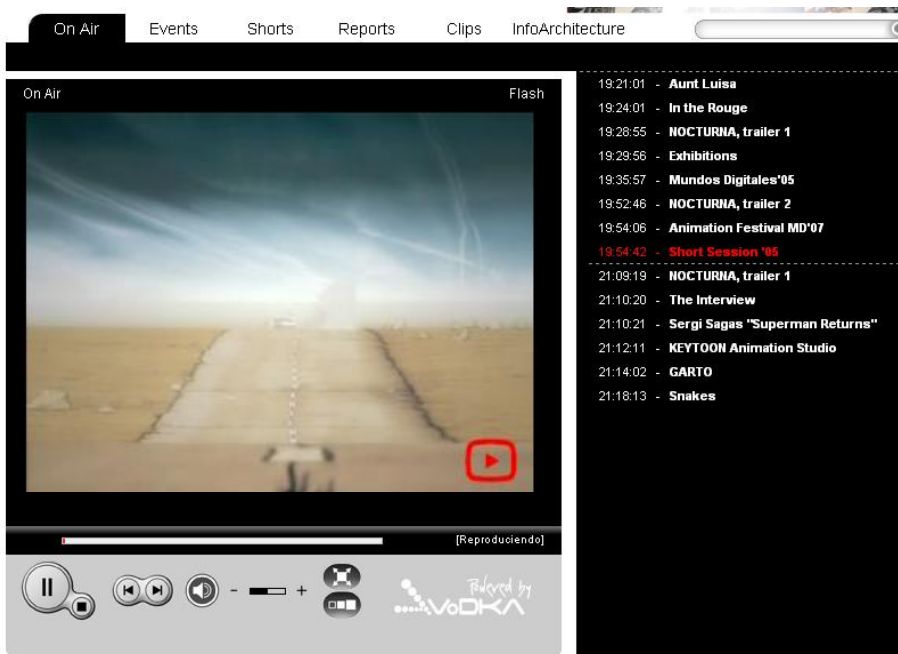 On Air Events Shorts Reports Clips InfoArchitecture
On Air Flash
19:21:01 - Aunt Luisa
19:24:01 - In the Rouge
19:28:55 - NOCTURNA, trailer 1
19:29:56 - Exhibitions
19:35:57 - Mundos Digitales'05
19:52:46 - NOCTURNA, trailer 2
19:54:06 - Animation Festival MD'07
19:54:42 - Short Session '05
21:09:19 - NOCTURNA, trailer 1
21:10:20 - The Interview
21:10:21 - Sergi Sagas "Superman Returns"
21:12:11 - KEYTOON Animation Studio
21:14:02 - GARTO
21:18:13 - Snakes
[Reproduciendo]
- +
Powered by
VoDKA